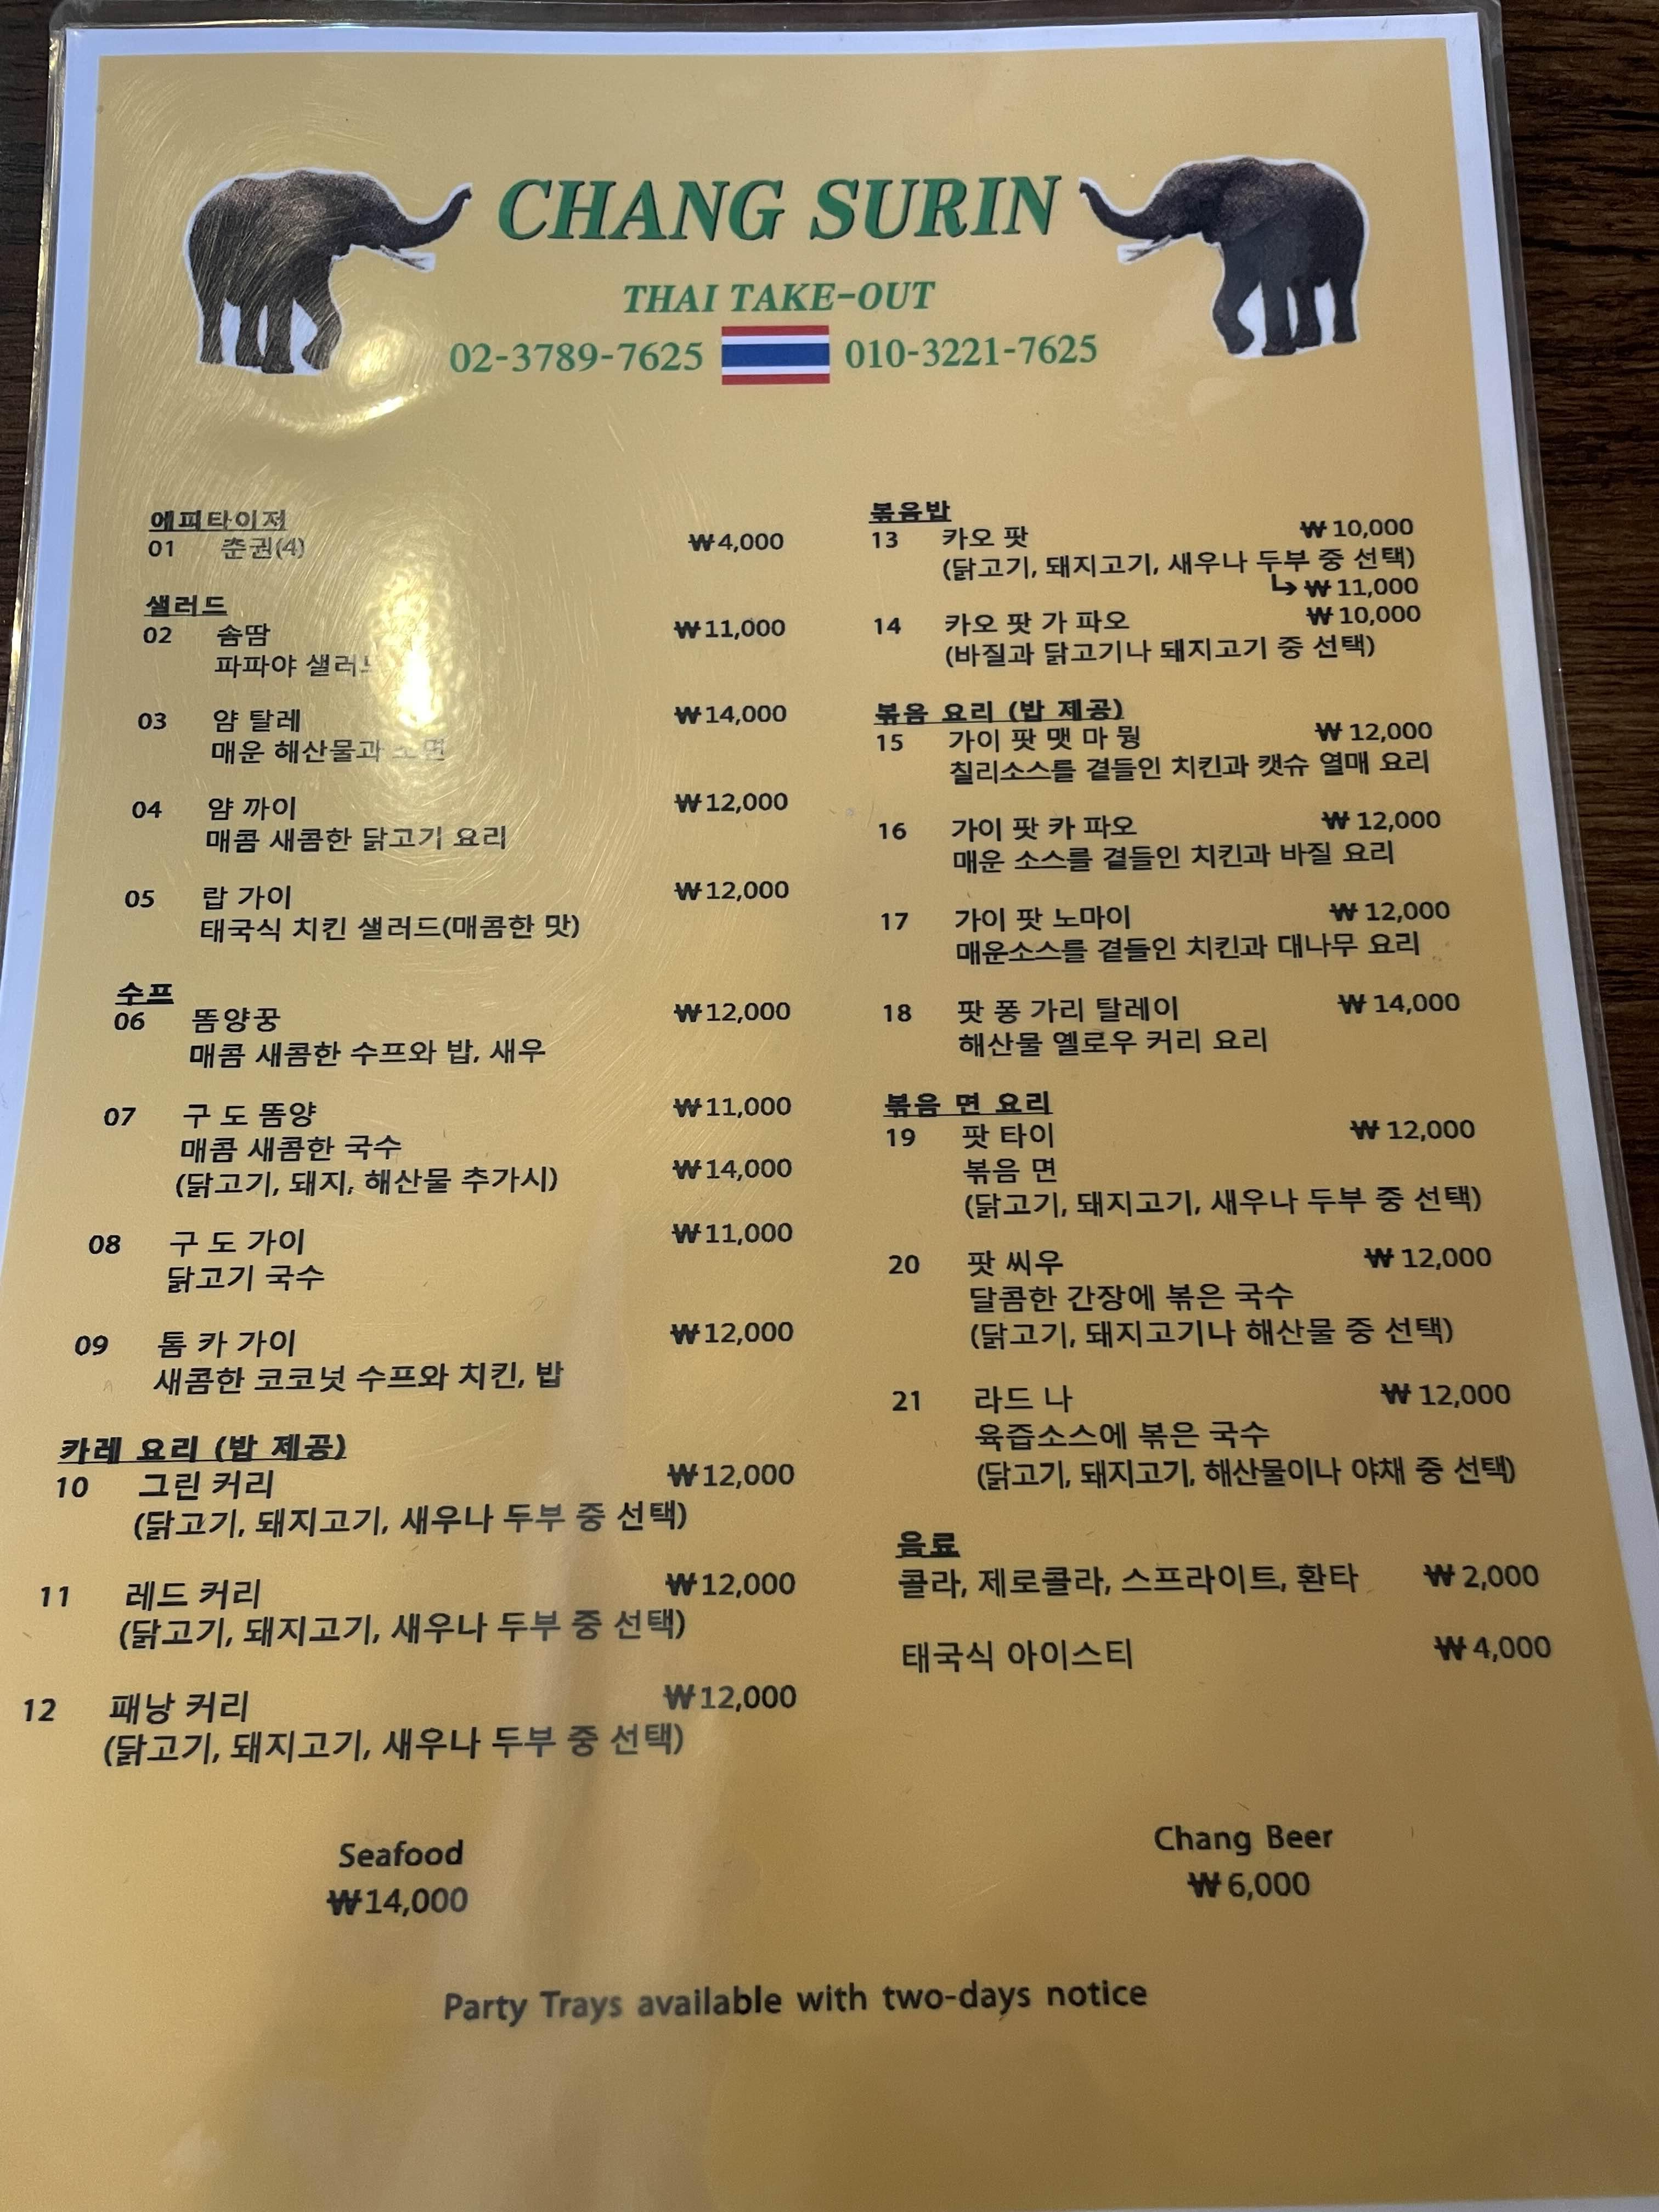 CHANG SURIN
THAI TAKE-OUT
02-3789-7625 010-3221-7625
에피타이저
01 춘권(4) ₩4,000
샐러드
02 솜땀 ₩11,000
파파야 샐러드
03 얌 탈레 ₩14,000
매운 해산물과
04 얌 까이 ₩12,000
매콤 새콤한 닭고기 요리
05 랍 가이 ₩12,000
태국식 치킨 샐러드(매콤한 맛)
수프
06 똠양꿍 ₩12,000
매콤 새콤한 수프와 밥, 새우
07 구 도 똠양 ₩11,000
매콤 새콤한 국수
(닭고기, 돼지, 해산물 추가시) ₩14,000
08 구 도 가이 ₩11,000
닭고기 국수
09 톰 카 가이 ₩12,000
새콤한 코코넛 수프와 치킨, 밥
카레 요리 (밥 제공)
10 그린 커리 ₩12,000
(닭고기, 돼지고기, 새우나 두부 중 선택)
11 레드 커리 ₩12,000
(닭고기, 돼지고기, 새우나 두부 중 선택)
12 패낭 커리 ₩12,000
(닭고기, 돼지고기, 새우나 두부 중 선택)
Seafood
₩14,000
볶음밥
13 카오 팟 ₩10,000
(닭고기, 돼지고기, 새우나 두부 중 선택)
↳ ₩11,000
14 카오 팟 가 파오 ₩10,000
(바질과 닭고기나 돼지고기 중 선택)
볶음 요리 (밥 제공)
15 가이 팟 맷 마 뮝 ₩12,000
칠리소스를 곁들인 치킨과 캣슈 열매 요리
16 가이 팟 카 파오 ₩12,000
매운 소스를 곁들인 치킨과 바질 요리
17 가이 팟 노마이 ₩12,000
매운소스를 곁들인 치킨과 대나무 요리
18 팟 퐁 가리 탈레이 ₩14,000
해산물 옐로우 커리 요리
볶음 면 요리
19 팟 타이 ₩12,000
볶음 면
(닭고기, 돼지고기, 새우나 두부 중 선택)
20 팟 씨우 ₩12,000
달콤한 간장에 볶은 국수
(닭고기, 돼지고기나 해산물 중 선택)
21 라드 나 ₩12,000
육즙소스에 볶은 국수
(닭고기, 돼지고기, 해산물이나 야채 중 선택)
음료
콜라, 제로콜라, 스프라이트, 환타 ₩2,000
태국식 아이스티 ₩4,000
Chang Beer
₩6,000
Party Trays available with two-days notice